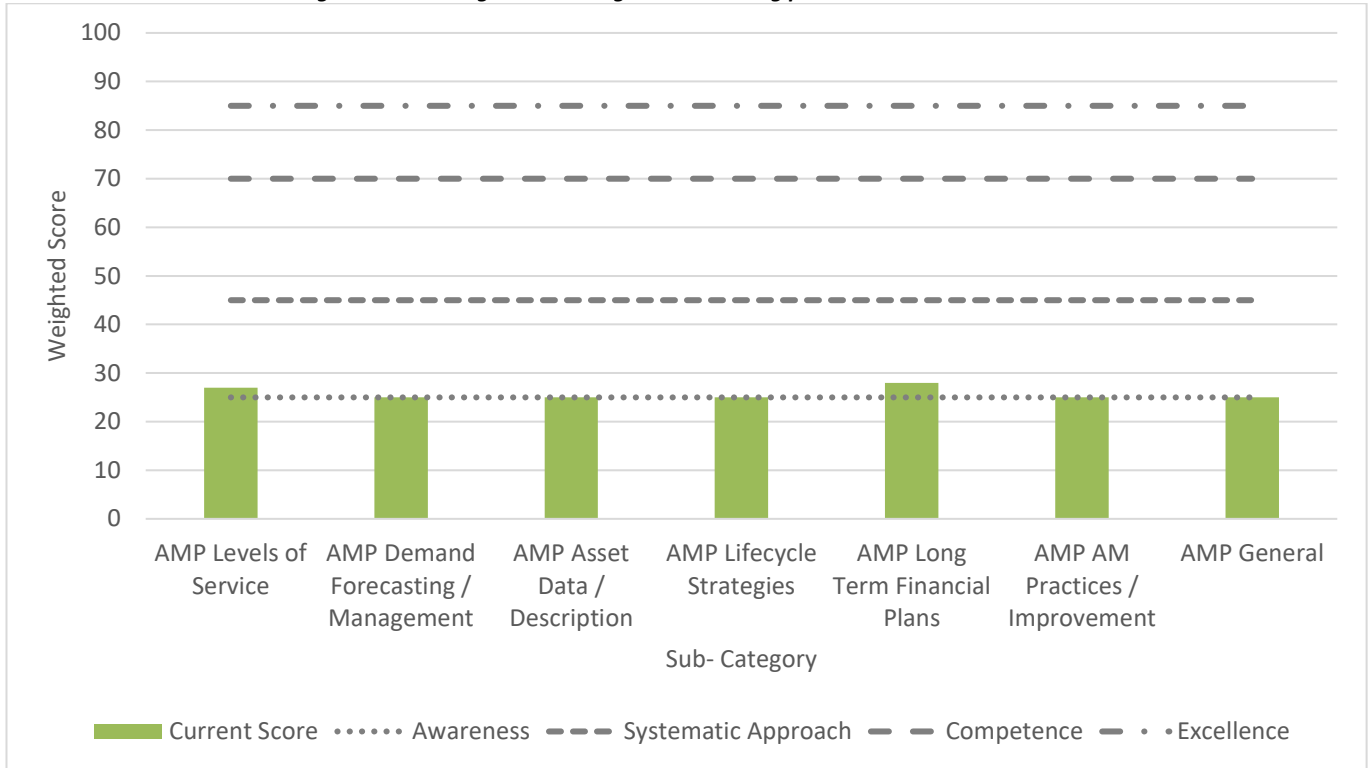 100
90
80
70
60
50
40
30
20
10
0
Weighted Score
AMP Levels of
Service
AMP Demand
Forecasting /
Management
AMP Asset
Data /
Description
AMP Lifecycle
Strategies
AMP Long
Term Financial
Plans
AMP AM
Practices /
Improvement
AMP General
Sub- Category
Current Score
Awareness
Systematic Approach
Competence
Excellence